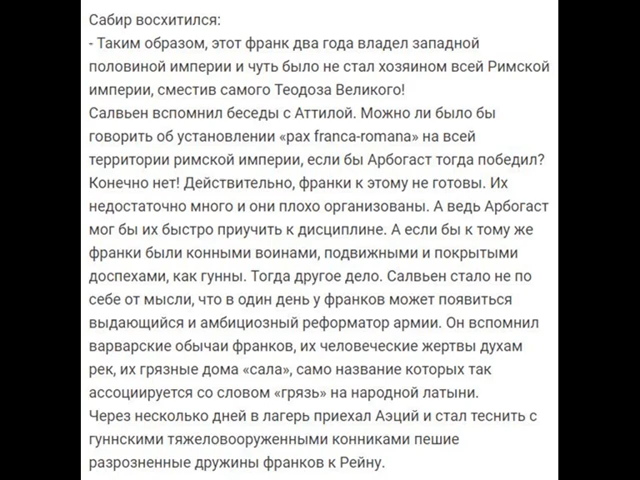 Сабир восхитился:
- Таким образом, этот франк два года владел западной
половиной империи и чуть было не стал хозяином всей Римской
империи, сместив самого Теодоза Великого!
Салвьен вспомнил беседы с Аттилой. Можно ли было бы
говорить об установлении «pax franca-romana» на всей
территории римской империи, если бы Арбогаст тогда победил?
Конечно нет! Действительно, франки к этому не готовы. Их
недостаточно много и они плохо организованы. А ведь Арбогаст
мог бы их быстро приучить к дисциплине. А если бы к тому же
франки были конными воинами, подвижными и покрытыми
доспехами, как гунны. Тогда другое дело. Салвьен стало не по
себе от мысли, что в один день у франков может появиться
выдающийся и амбициозный реформатор армии. Он вспомнил
варварские обычаи франков, их человеческие жертвы духам
рек, их грязные дома «сала», само название которых так
ассоциируется со словом «грязь» на народной латыни.
Через несколько дней в лагерь приехал Аэций и стал теснить с
гуннскими тяжеловооруженными конниками пешие
разрозненные дружины франков к Рейну.